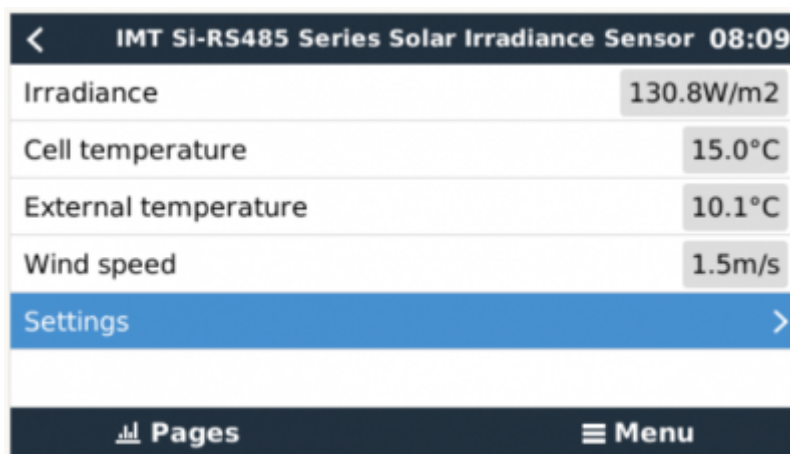 IMT Si-RS485 Series Solar Irradiance Sensor 08:09
Irradiance 130.8W/m2
Cell temperature 15.0°C
External temperature 10.1°C
Wind speed 1.5m/s
Settings
Pages Menu